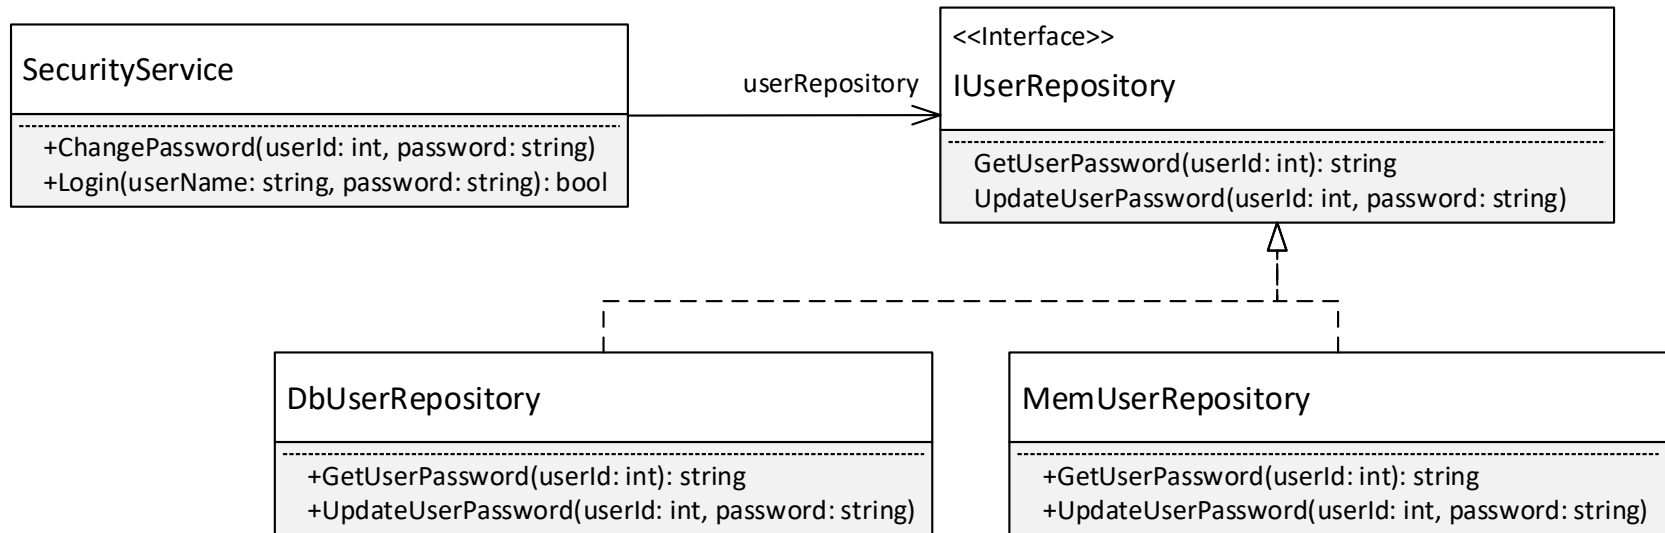 SecurityService
+ChangePassword(userId: int, password: string)
+Login(userName: string, password: string): bool
userRepository
<<Interface>>
IUserRepository
GetUserPassword(userId: int): string
UpdateUserPassword(userId: int, password: string)
DbUserRepository
+GetUserPassword(userId: int): string
+UpdateUserPassword(userId: int, password: string)
MemUserRepository
+GetUserPassword(userId: int): string
+UpdateUserPassword(userId: int, password: string)